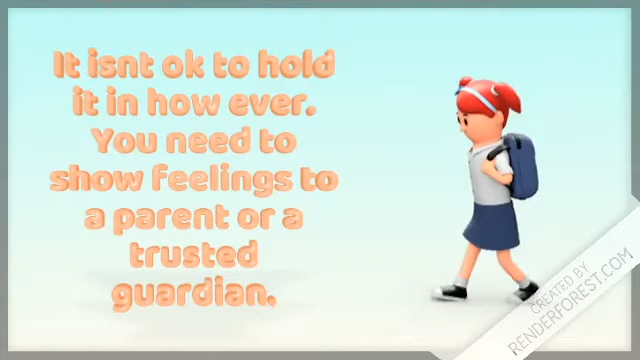 It isnt ok to hold
it in how ever.
You need to
show feelings to
a parent or a
trusted
guardian.
CREATED BY
RENDERFOREST.COM